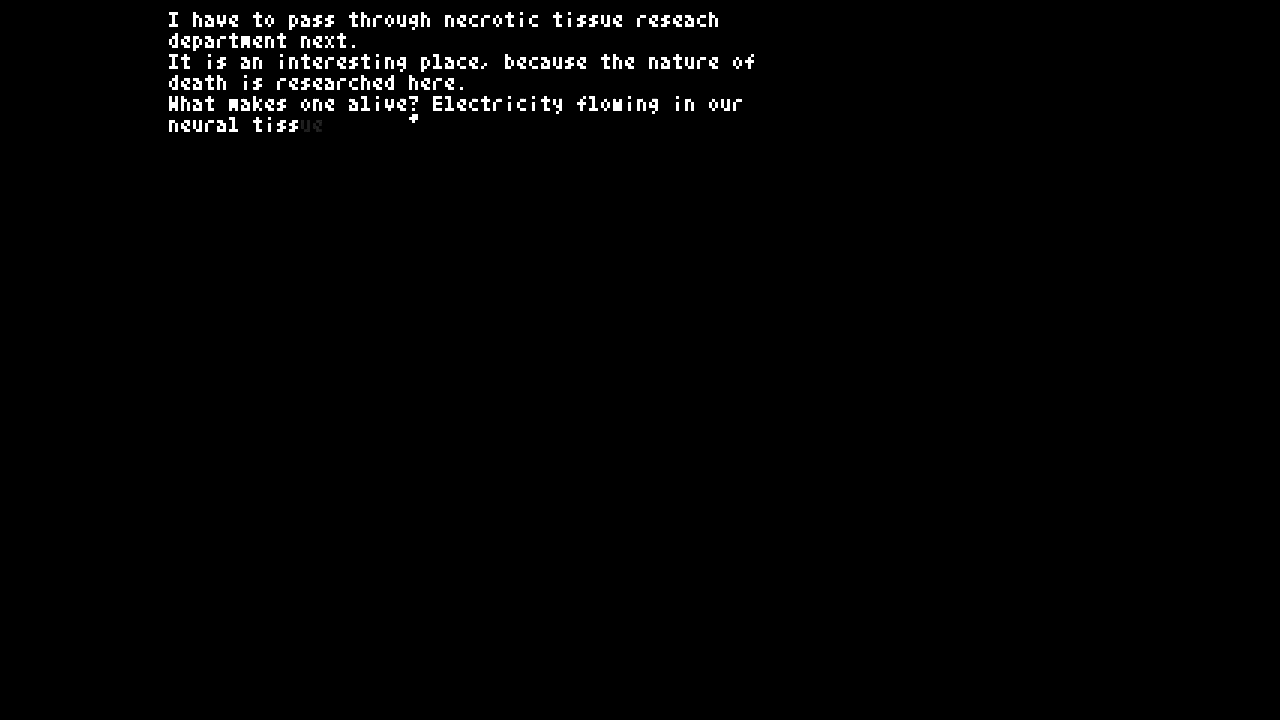 I have to pass through necrotic tissue reseach
department next.
It is an interesting place, because the nature of
death is researched here.
What makes one alive? Electricity flowing in our
neural tissue